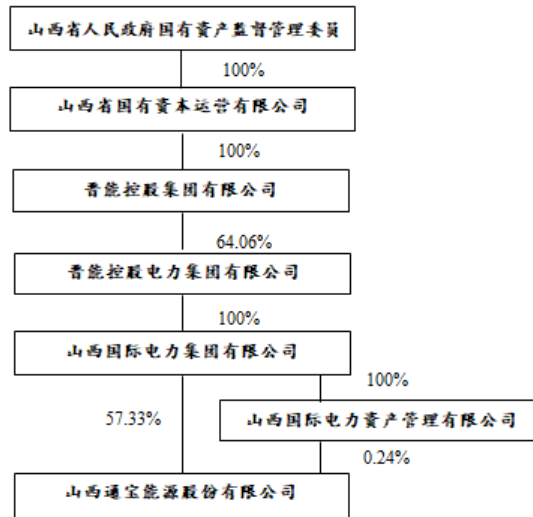 山西省人民政府国有资产监督管理委员
100%
山西省国有资本运营有限公司
100%
晋能控股集团有限公司
64.06%
晋能控股电力集团有限公司
100%
山西国际电力集团有限公司
100%
57.33%
山西国际电力资产管理有限公司
0.24%
山西通宝能源股份有限公司